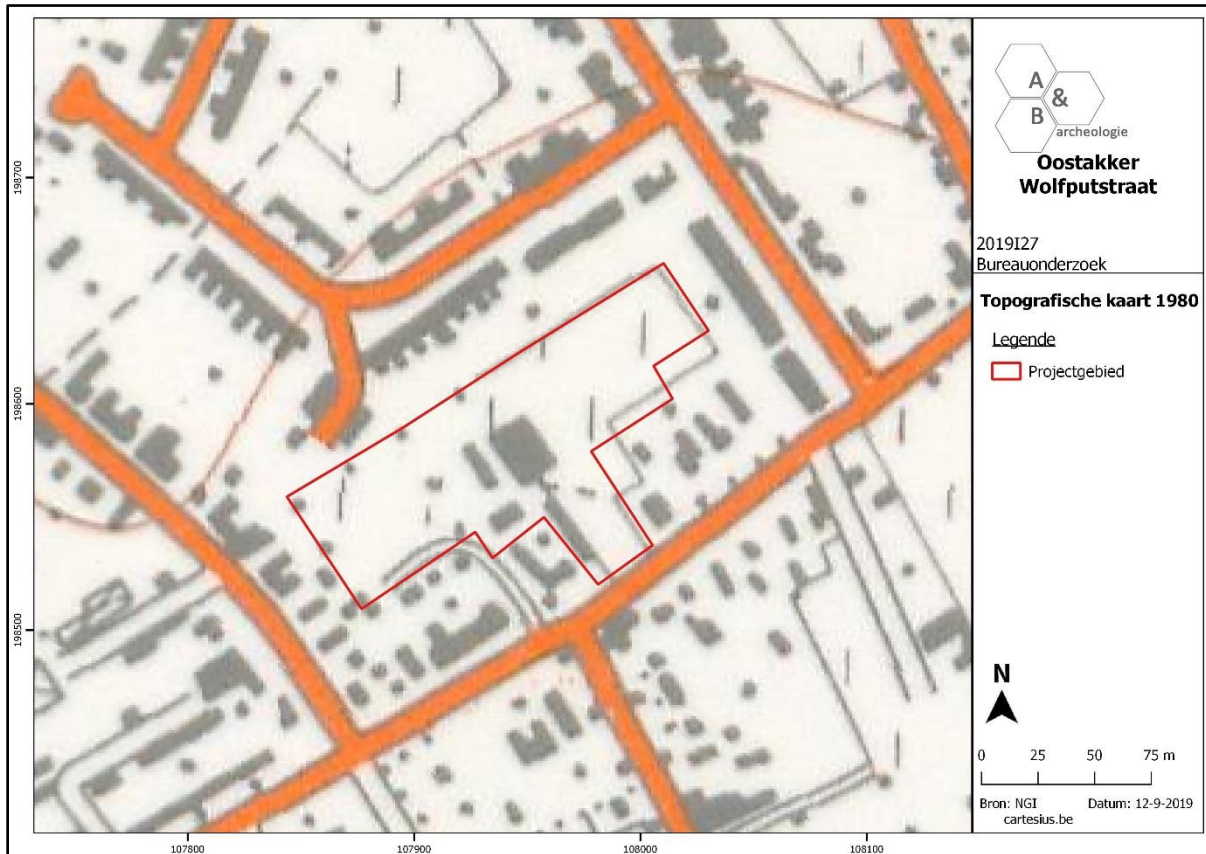 A
&
B
archeologie
Oostakker
Wolfputstraat
2019I27
Bureauonderzoek
Topografische kaart 1980
Legende
Projectgebied
N
0 25 50 75 m
Bron: NGI Datum: 12-9-2019
cartesius.be
198700
198600
198500
107800 107900 108000 108100